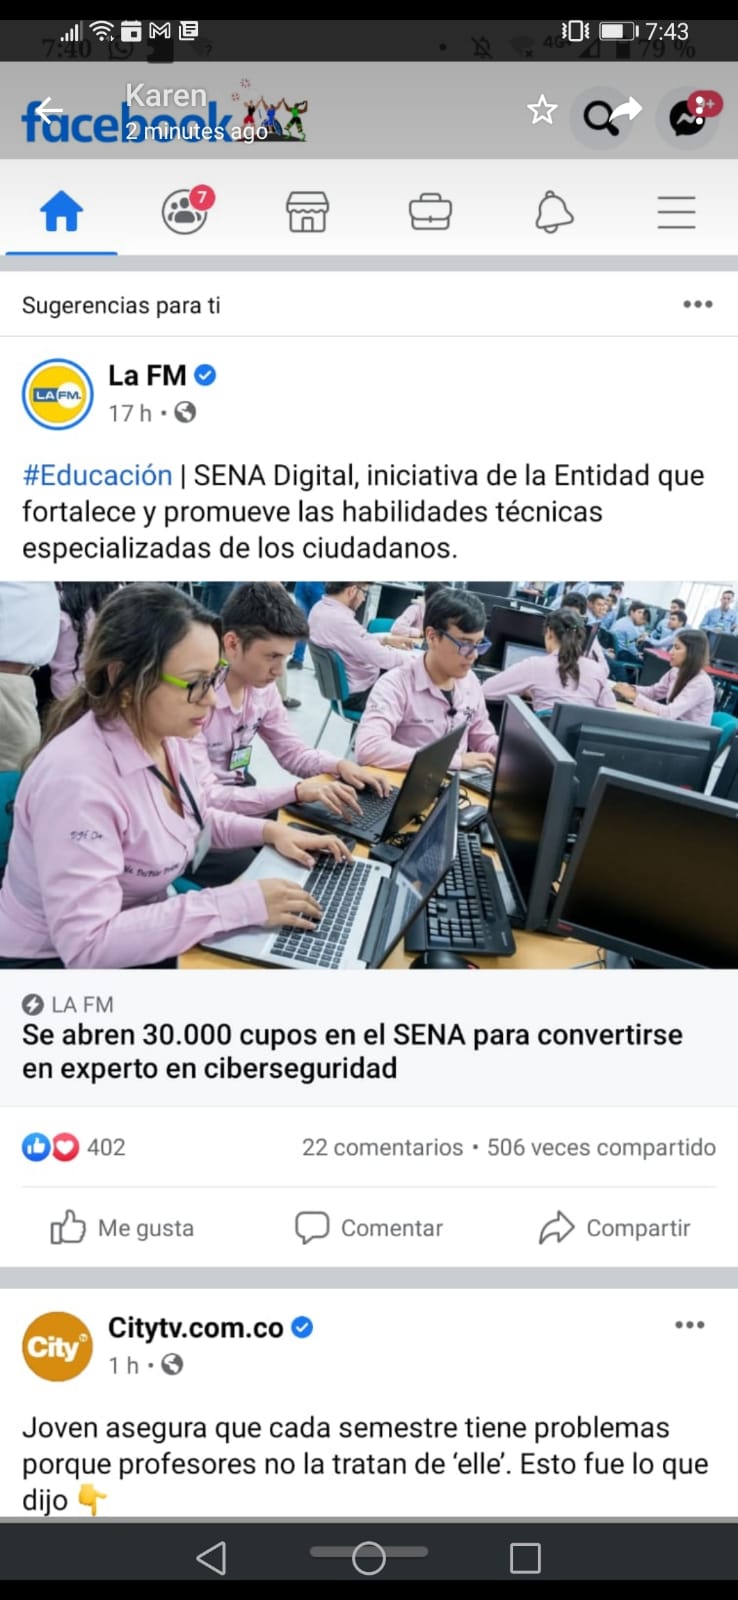 7:43
7:40
79 %
Karen
facebook
2 minutes ago
7
Sugerencias para ti
LA FM.
La FM
17 h
#Educación | SENA Digital, iniciativa de la Entidad que
fortalece y promueve las habilidades técnicas
especializadas de los ciudadanos.
LA FM
Se abren 30.000 cupos en el SENA para convertirse
en experto en ciberseguridad
402
22 comentarios • 506 veces compartido
Me gusta
Comentar
Compartir
City
Citytv.com.co
1 h
Joven asegura que cada semestre tiene problemas
porque profesores no la tratan de ‘elle’. Esto fue lo que
dijo 👇